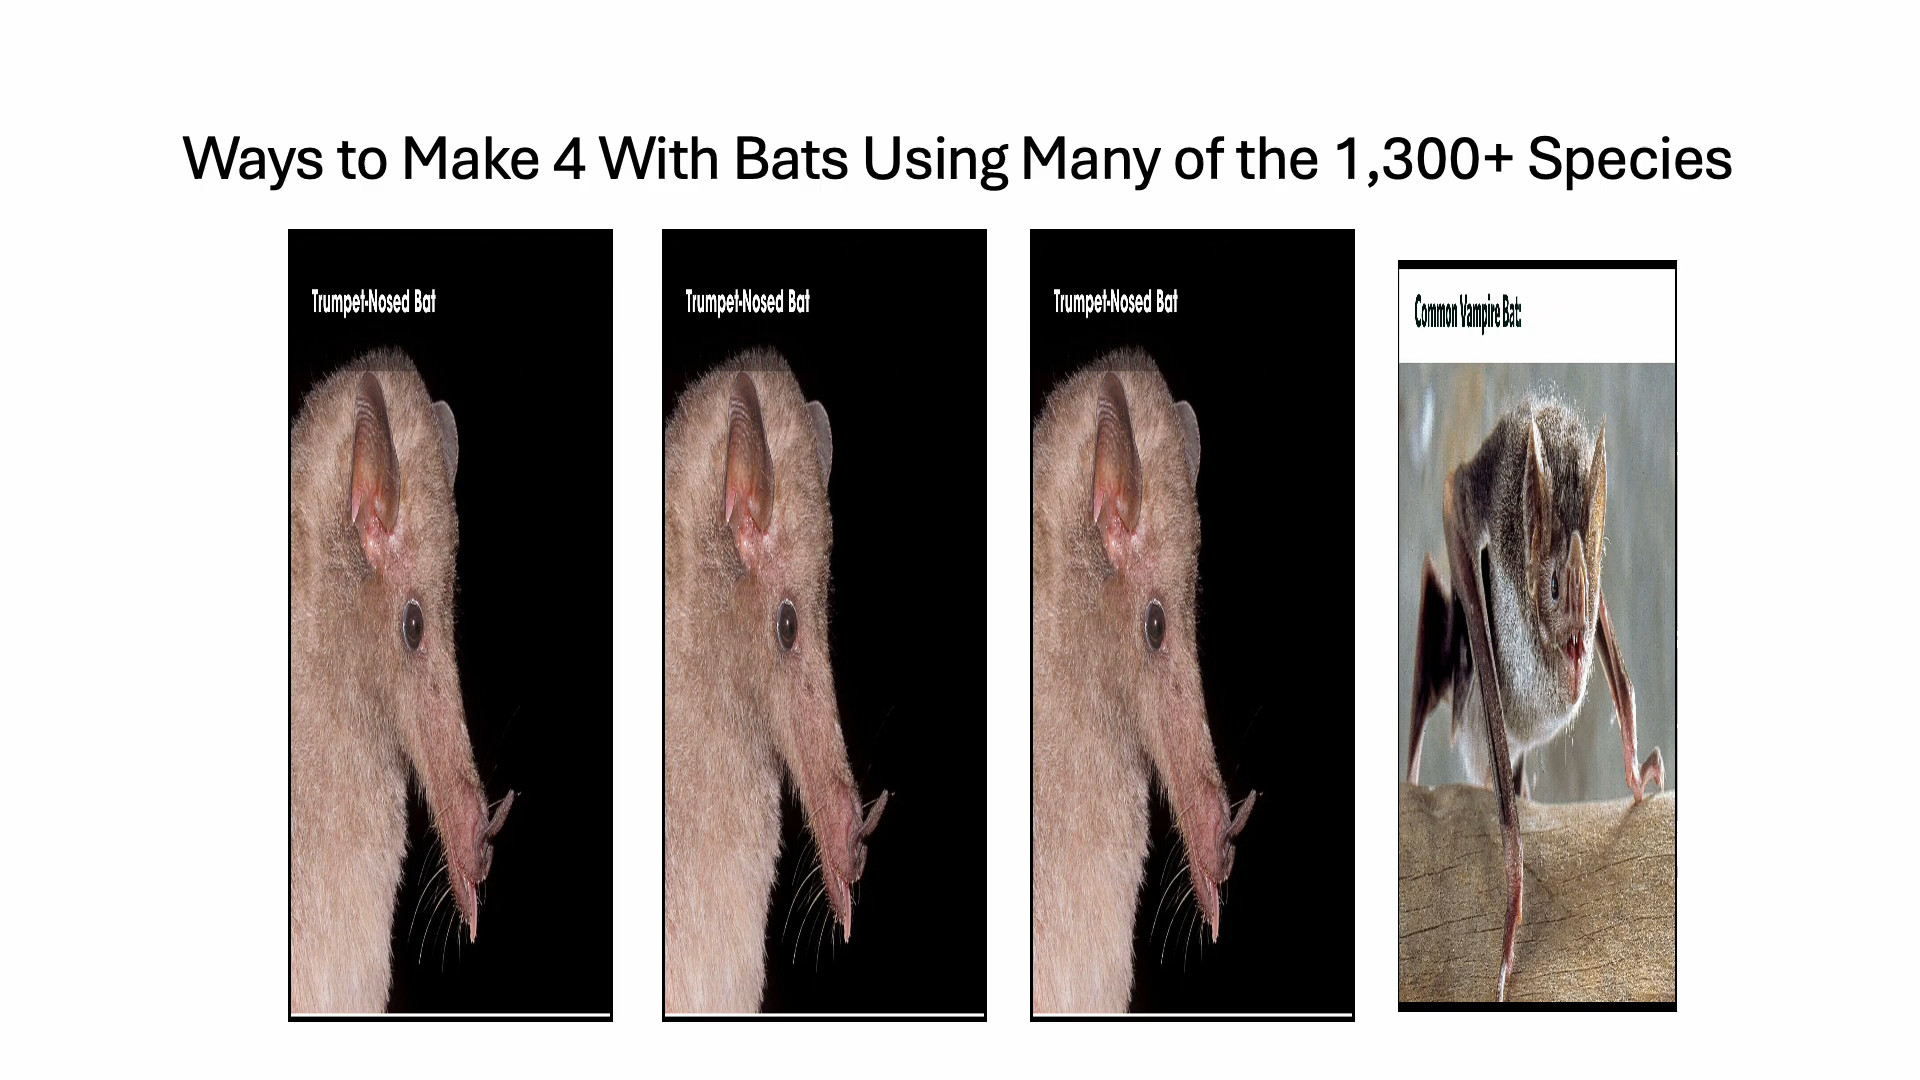 Ways to Make 4 With Bats Using Many of the 1,300+ Species
Trumpet-Nosed Bat
Trumpet-Nosed Bat
Trumpet-Nosed Bat
Common Vampire Bat: